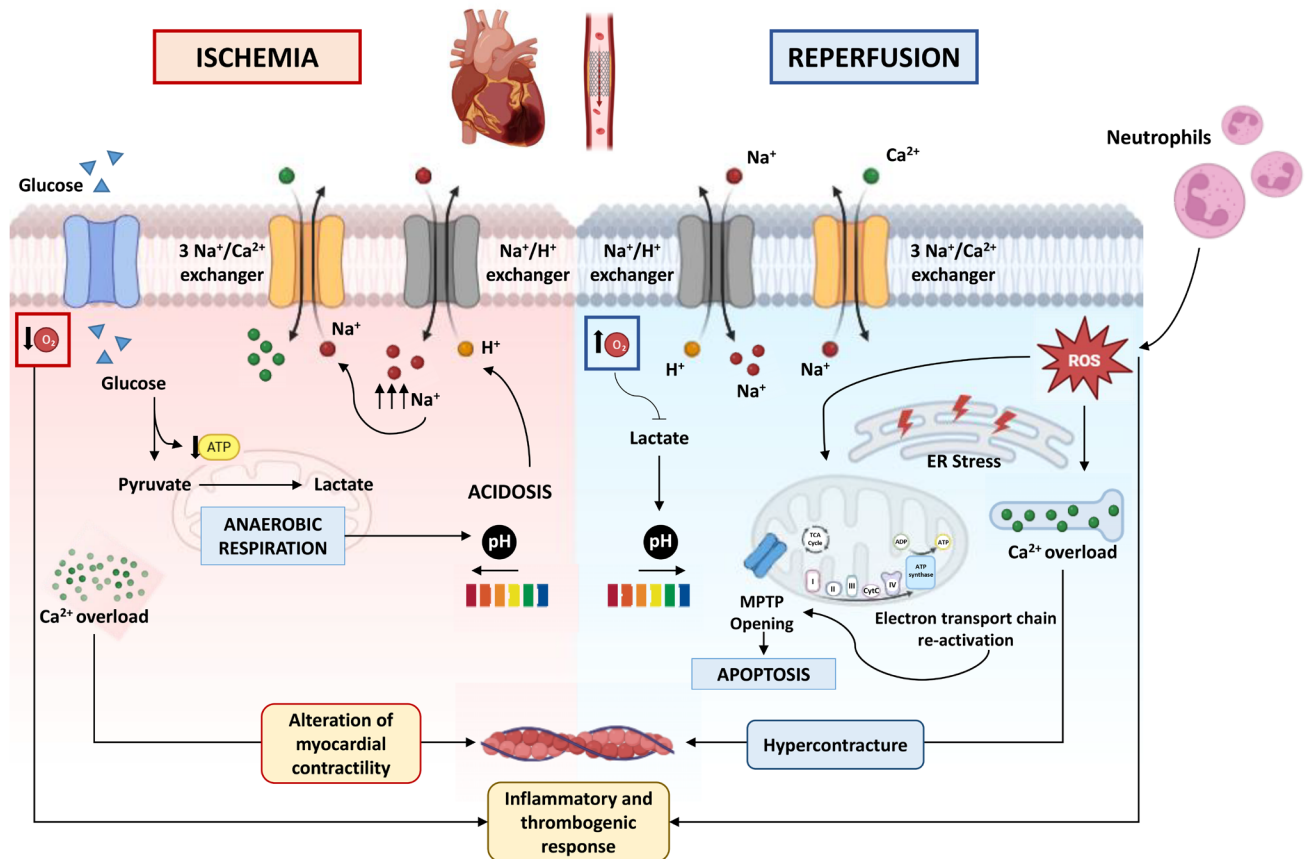 ISCHEMIA
REPERFUSION
Neutrophils
Glucose
3 Na⁺/Ca²⁺
exchanger
Na⁺/H⁺
exchanger
Na⁺
Na⁺/H⁺
exchanger
Ca²⁺
3 Na⁺/Ca²⁺
exchanger
O₂
Glucose
Na⁺
H⁺
Na⁺
ATP
Pyruvate
Lactate
ANAEROBIC
RESPIRATION
ACIDOSIS
pH
Ca²⁺ overload
O₂
H⁺
Na⁺
Na⁺
Lactate
pH
ROS
ER Stress
Ca²⁺ overload
TCA
Cycle
ADP
ATP
ATP
synthase
I
II
III
CytC
IV
MPTP
Opening
Electron transport chain
re-activation
APOPTOSIS
Alteration of
myocardial
contractility
Hypercontracture
Inflammatory and
thrombogenic
response